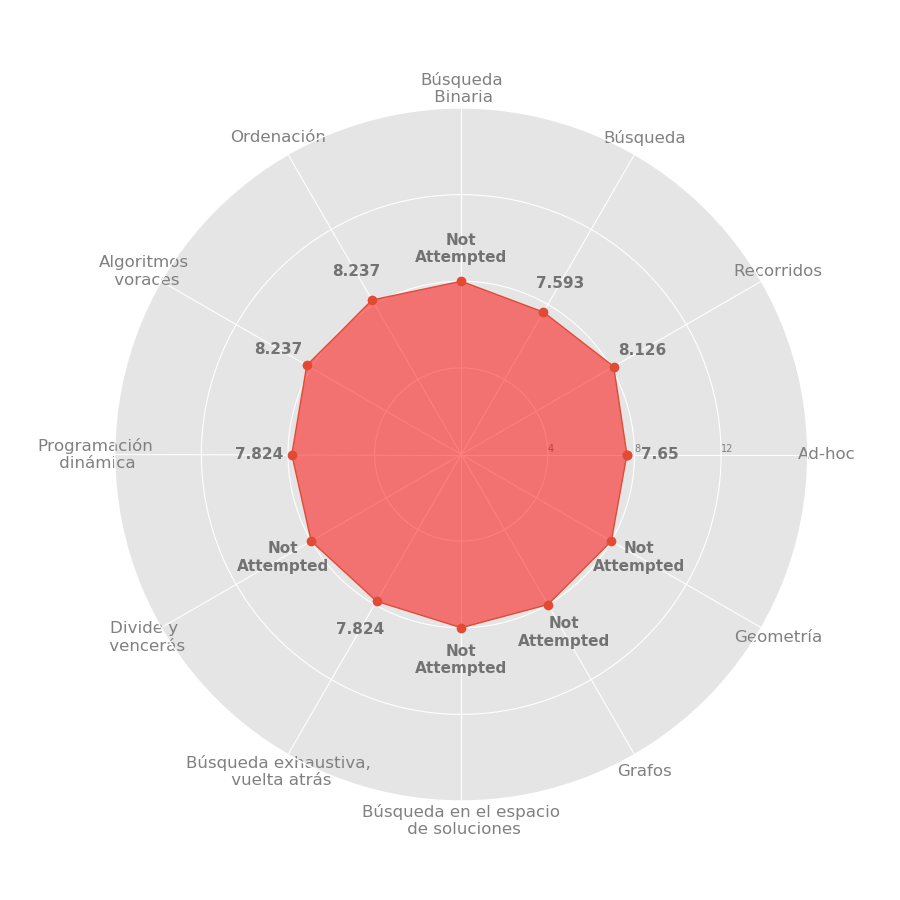 Búsqueda
Binaria
Ordenación
Búsqueda
Algoritmos
voraces
Recorridos
Not
Attempted
8.237
7.593
8.237
8.126
Programación
dinámica
7.824
4
8
12
7.65
Ad-hoc
Not
Attempted
Not
Attempted
7.824
Not
Attempted
Not
Attempted
Divide y
vencerás
Geometría
Búsqueda exhaustiva,
vuelta atrás
Grafos
Búsqueda en el espacio
de soluciones